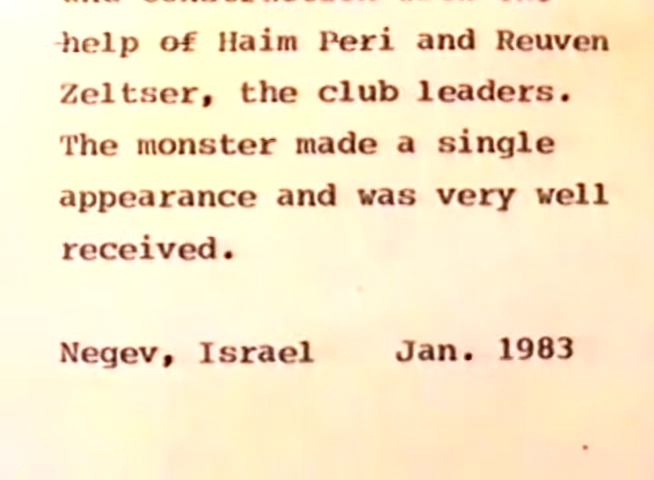 help of Haim Peri and Reuven
Zeltser, the club leaders.
The monster made a single
appearance and was very well
received.
Negev, Israel Jan. 1983